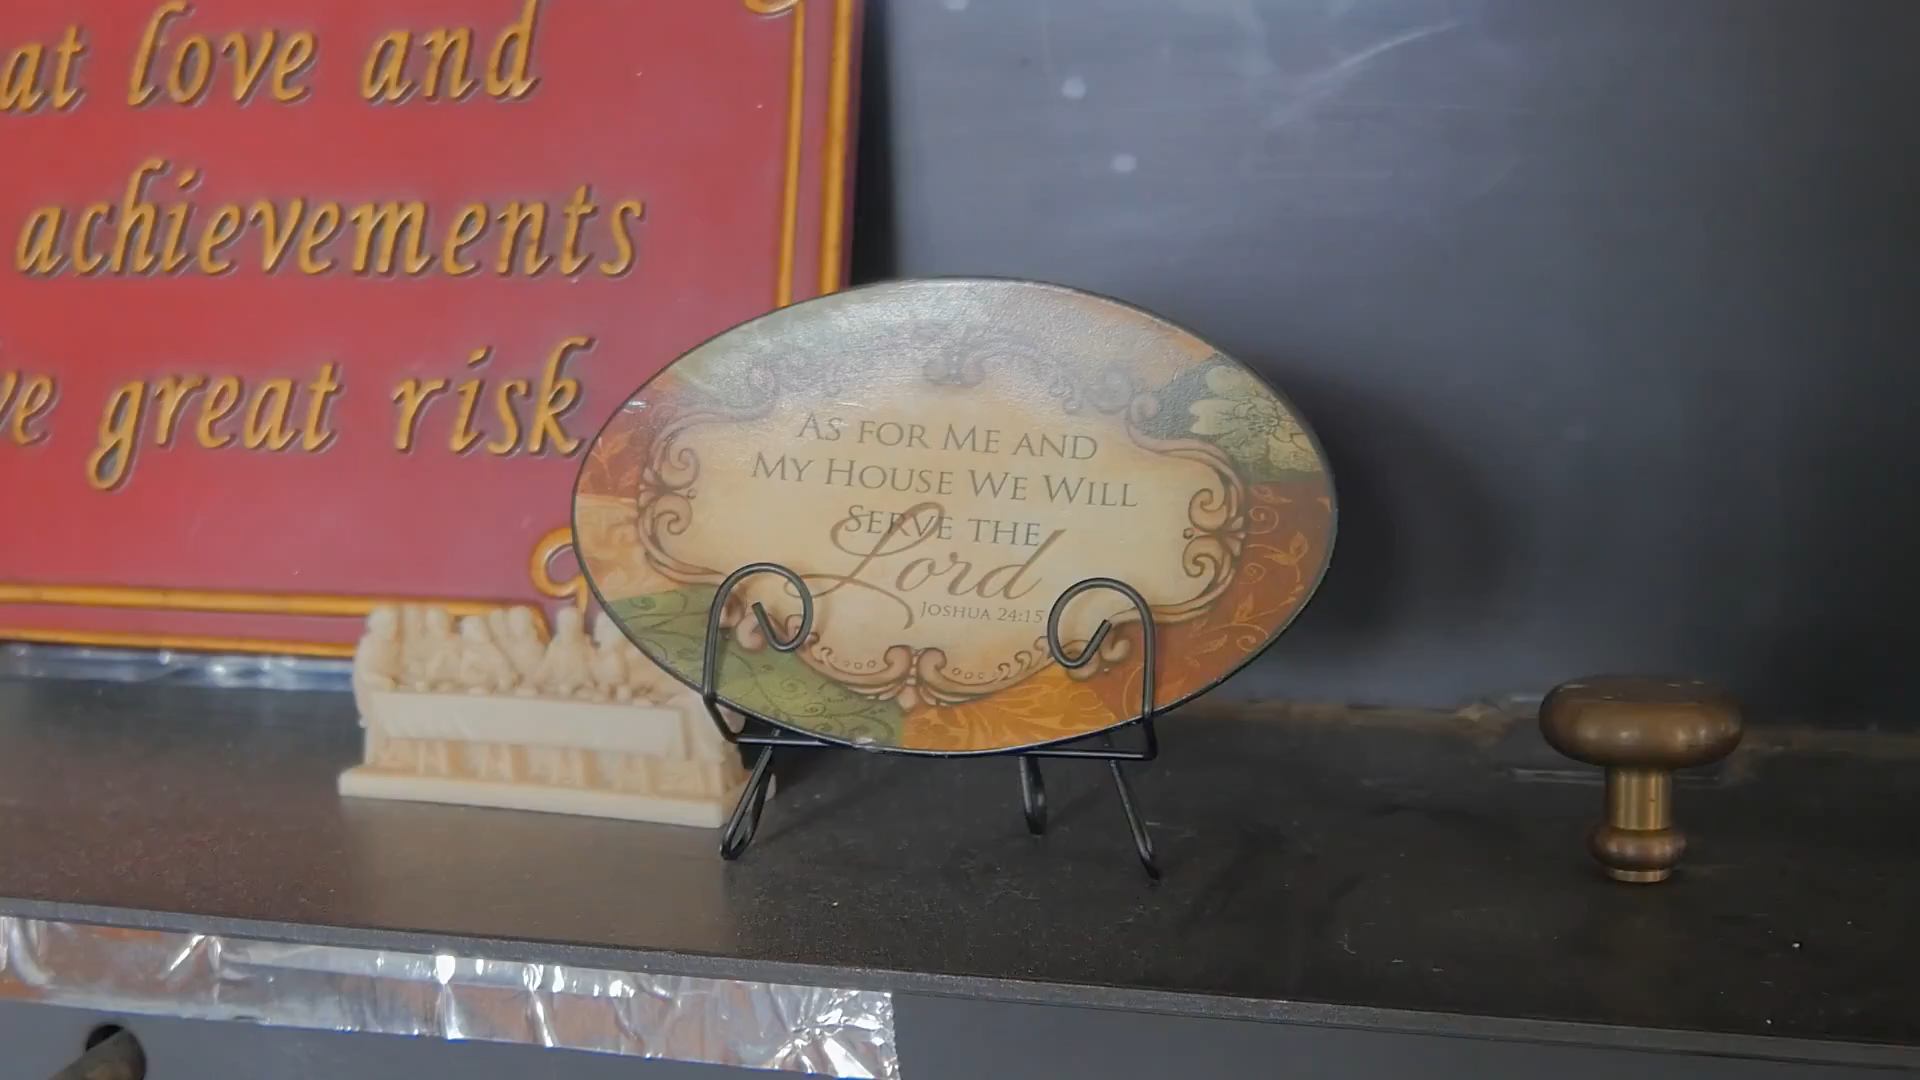 at love and
achievements
ve great risk
AS FOR ME AND
MY HOUSE WE WILL
SERVE THE
Lord
JOSHUA 24:15